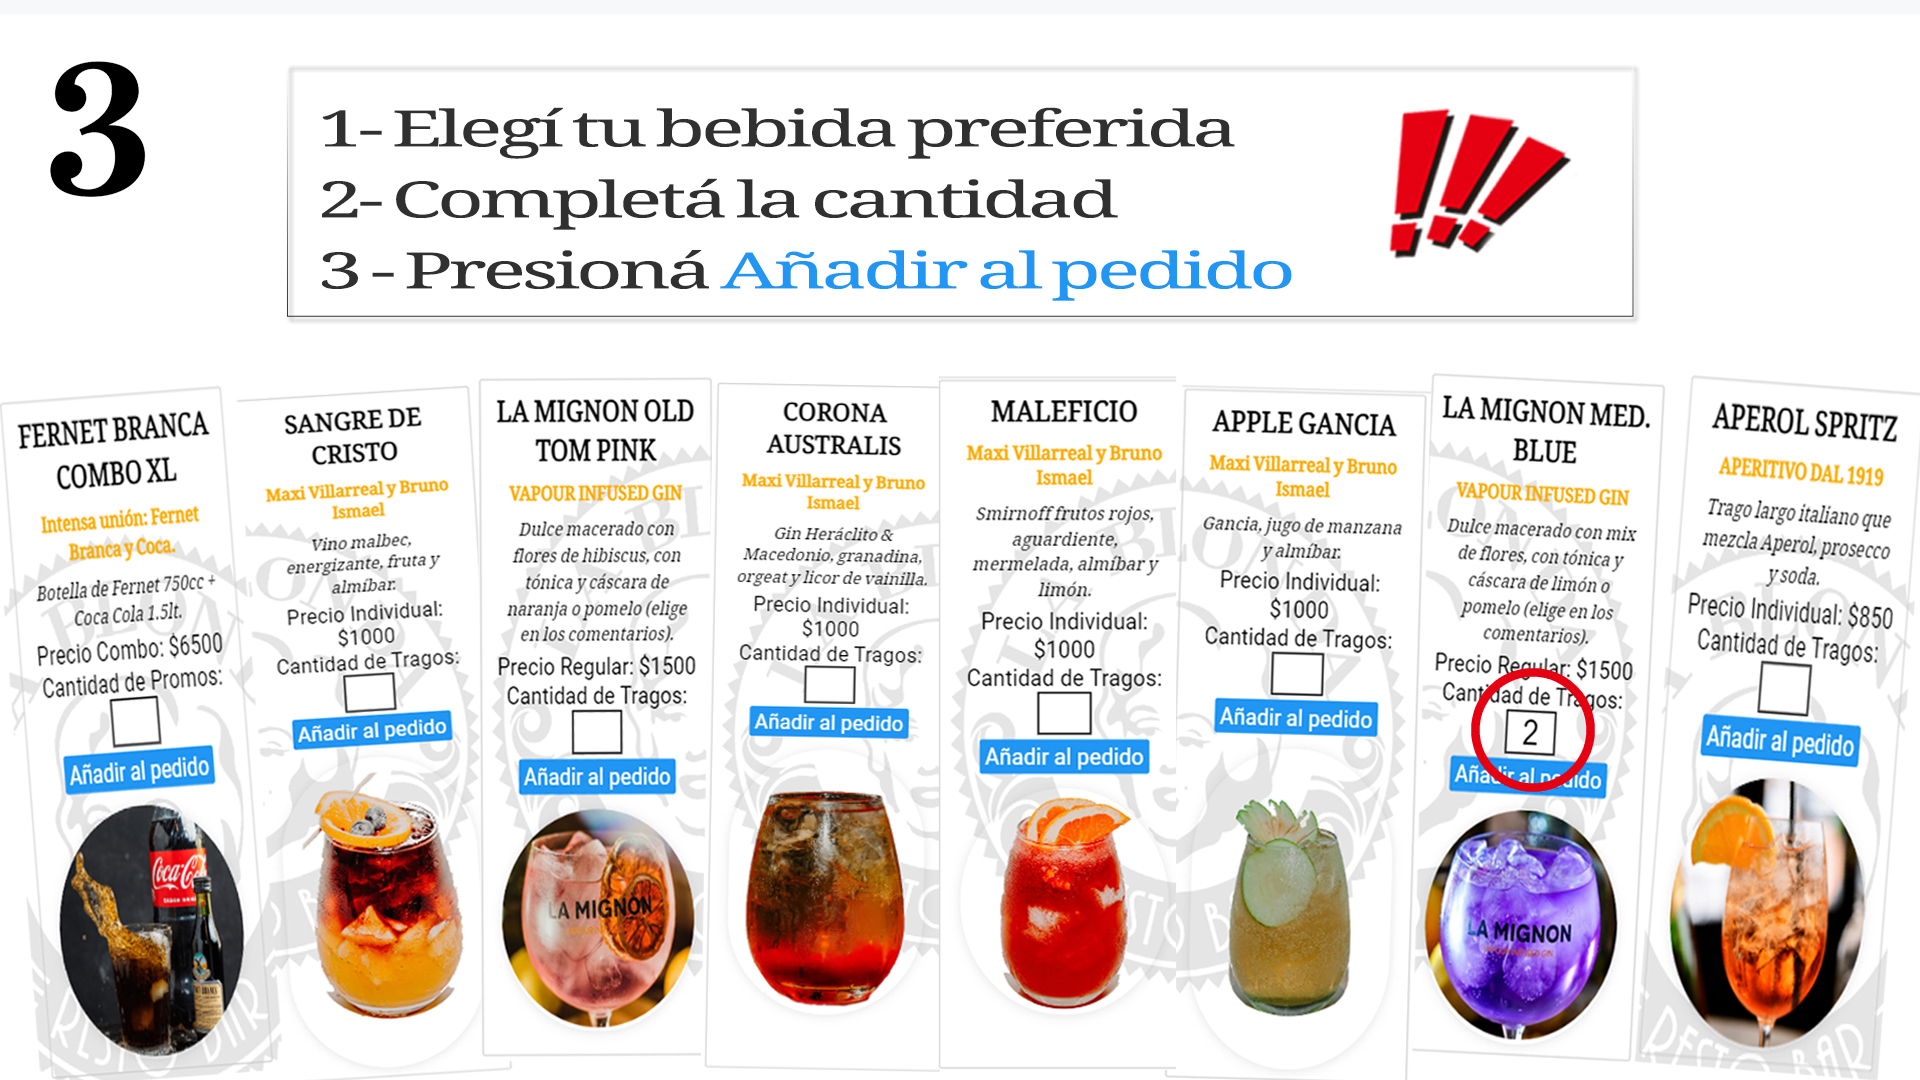 3
1- Elegí tu bebida preferida
2- Completá la cantidad
3 - Presioná Añadir al pedido
FERNET BRANCA
COMBO XL
Intensa unión: Fernet
Branca y Coca.
Botella de Fernet 750cc +
Coca Cola 1.5lt.
Precio Combo: $6500
Cantidad de Promos:
Añadir al pedido
Coca-Cola
RESTO BAR
SANGRE DE
CRISTO
Maxi Villarreal y Bruno
Ismael
Vino malbec,
energizante, fruta y
almíbar.
Precio Individual:
$1000
Cantidad de Tragos:
Añadir al pedido
LA MIGNON OLD
TOM PINK
VAPOUR INFUSED GIN
Dulce macerado con
flores de hibiscus, con
tónica y cáscara de
naranja o pomelo (elige
en los comentarios).
Precio Regular: $1500
Cantidad de Tragos:
Añadir al pedido
LA MIGNON
CORONA
AUSTRALIS
Maxi Villarreal y Bruno
Ismael
Gin Heráclito &
Macedonio, granadina,
orgeat y licor de vainilla.
Precio Individual:
$1000
Cantidad de Tragos:
Añadir al pedido
MALEFICIO
Maxi Villarreal y Bruno
Ismael
Smirnoff frutos rojos,
aguardiente,
mermelada, almíbar y
limón.
Precio Individual:
$1000
Cantidad de Tragos:
Añadir al pedido
APPLE GANCIA
Maxi Villarreal y Bruno
Ismael
Gancia, jugo de manzana
y almíbar.
Precio Individual:
$1000
Cantidad de Tragos:
Añadir al pedido
LA MIGNON MED.
BLUE
VAPOUR INFUSED GIN
Dulce macerado con mix
de flores, con tónica y
cáscara de limón o
pomelo (elige en los
comentarios).
Precio Regular: $1500
Cantidad de Tragos:
2
Añadir al pedido
LA MIGNON
APEROL SPRITZ
APERITIVO DAL 1919
Trago largo italiano que
mezcla Aperol, prosecco
y soda.
Precio Individual: $850
Cantidad de Tragos:
Añadir al pedido
RESTO BAR